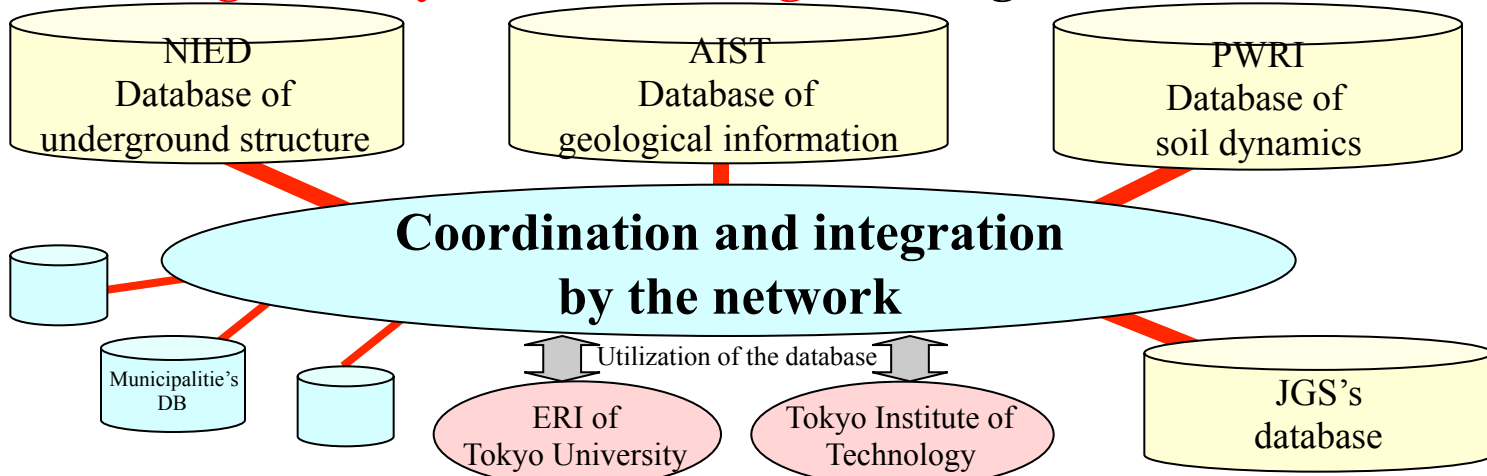 NIED
Database of
underground structure
AIST
Database of
geological information
PWRI
Database of
soil dynamics
Coordination and integration
by the network
Municipalitie's
DB
Utilization of the database
ERI of
Tokyo University
Tokyo Institute of
Technology
JGS’s
database